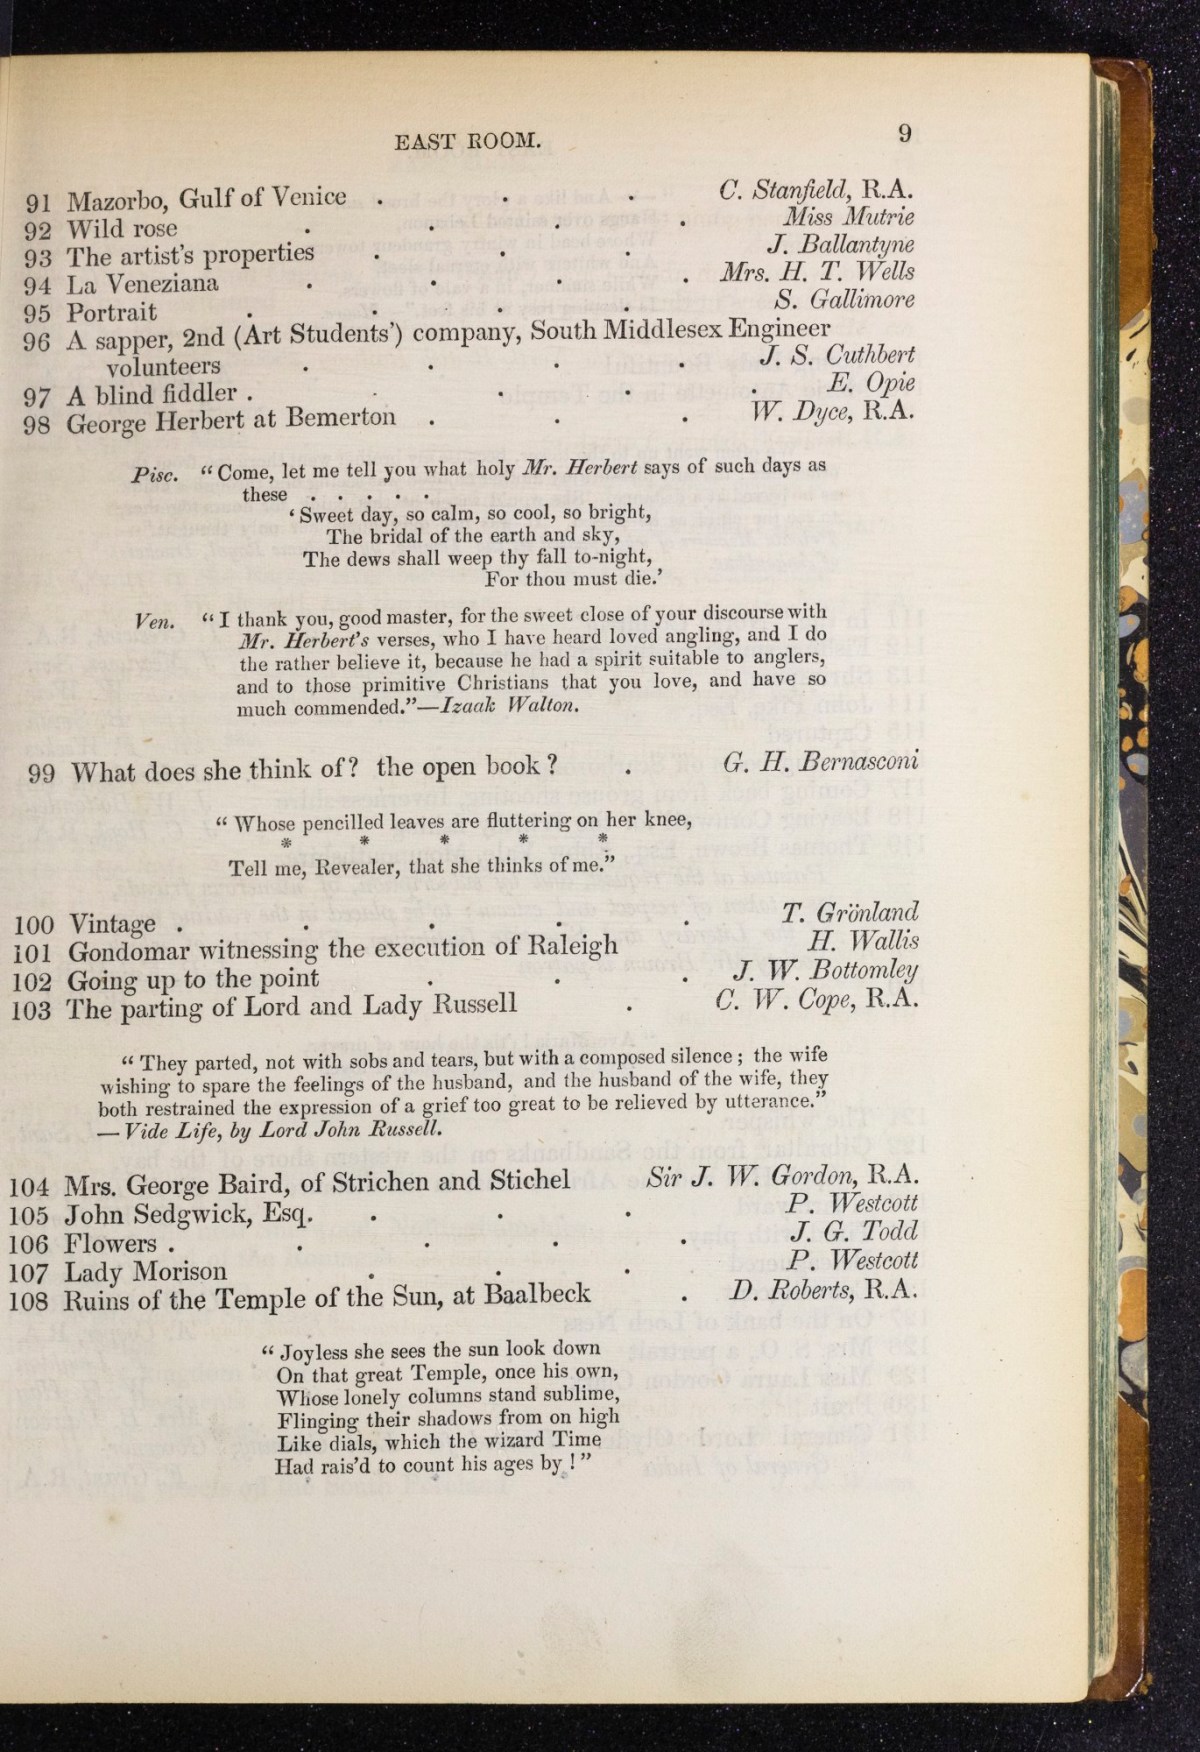 EAST ROOM. 9
91 Mazorbo, Gulf of Venice . . . C. Stanfield, R.A.
92 Wild rose . . . . Miss Mutrie
93 The artist's properties . . . J. Ballantyne
94 La Veneziana . . . . Mrs. H. T. Wells
95 Portrait . . . . S. Gallimore
96 A sapper, 2nd (Art Students') company, South Middlesex Engineer
volunteers . . . . J. S. Cuthbert
97 A blind fiddler . . . . . E. Opie
98 George Herbert at Bemerton . . . W. Dyce, R.A.
Pisc. “Come, let me tell you what holy Mr. Herbert says of such days as
these . . . . .
‘Sweet day, so calm, so cool, so bright,
The bridal of the earth and sky,
The dews shall weep thy fall to-night,
For thou must die.’
Ven. “I thank you, good master, for the sweet close of your discourse with
Mr. Herbert's verses, who I have heard loved angling, and I do
the rather believe it, because he had a spirit suitable to anglers,
and to those primitive Christians that you love, and have so
much commended.”—Izaak Walton.
99 What does she think of? the open book? . G. H. Bernasconi
“Whose pencilled leaves are fluttering on her knee,
* * * * *
Tell me, Revealer, that she thinks of me.”
100 Vintage . . . . . T. Grönland
101 Gondomar witnessing the execution of Raleigh H. Wallis
102 Going up to the point . . . J. W. Bottomley
103 The parting of Lord and Lady Russell . C. W. Cope, R.A.
“They parted, not with sobs and tears, but with a composed silence; the wife
wishing to spare the feelings of the husband, and the husband of the wife, they
both restrained the expression of a grief too great to be relieved by utterance.”
—Vide Life, by Lord John Russell.
104 Mrs. George Baird, of Strichen and Stichel Sir J. W. Gordon, R.A.
105 John Sedgwick, Esq. . . . P. Westcott
106 Flowers . . . . . J. G. Todd
107 Lady Morison . . . P. Westcott
108 Ruins of the Temple of the Sun, at Baalbeck . D. Roberts, R.A.
“Joyless she sees the sun look down
On that great Temple, once his own,
Whose lonely columns stand sublime,
Flinging their shadows from on high
Like dials, which the wizard Time
Had rais'd to count his ages by!”